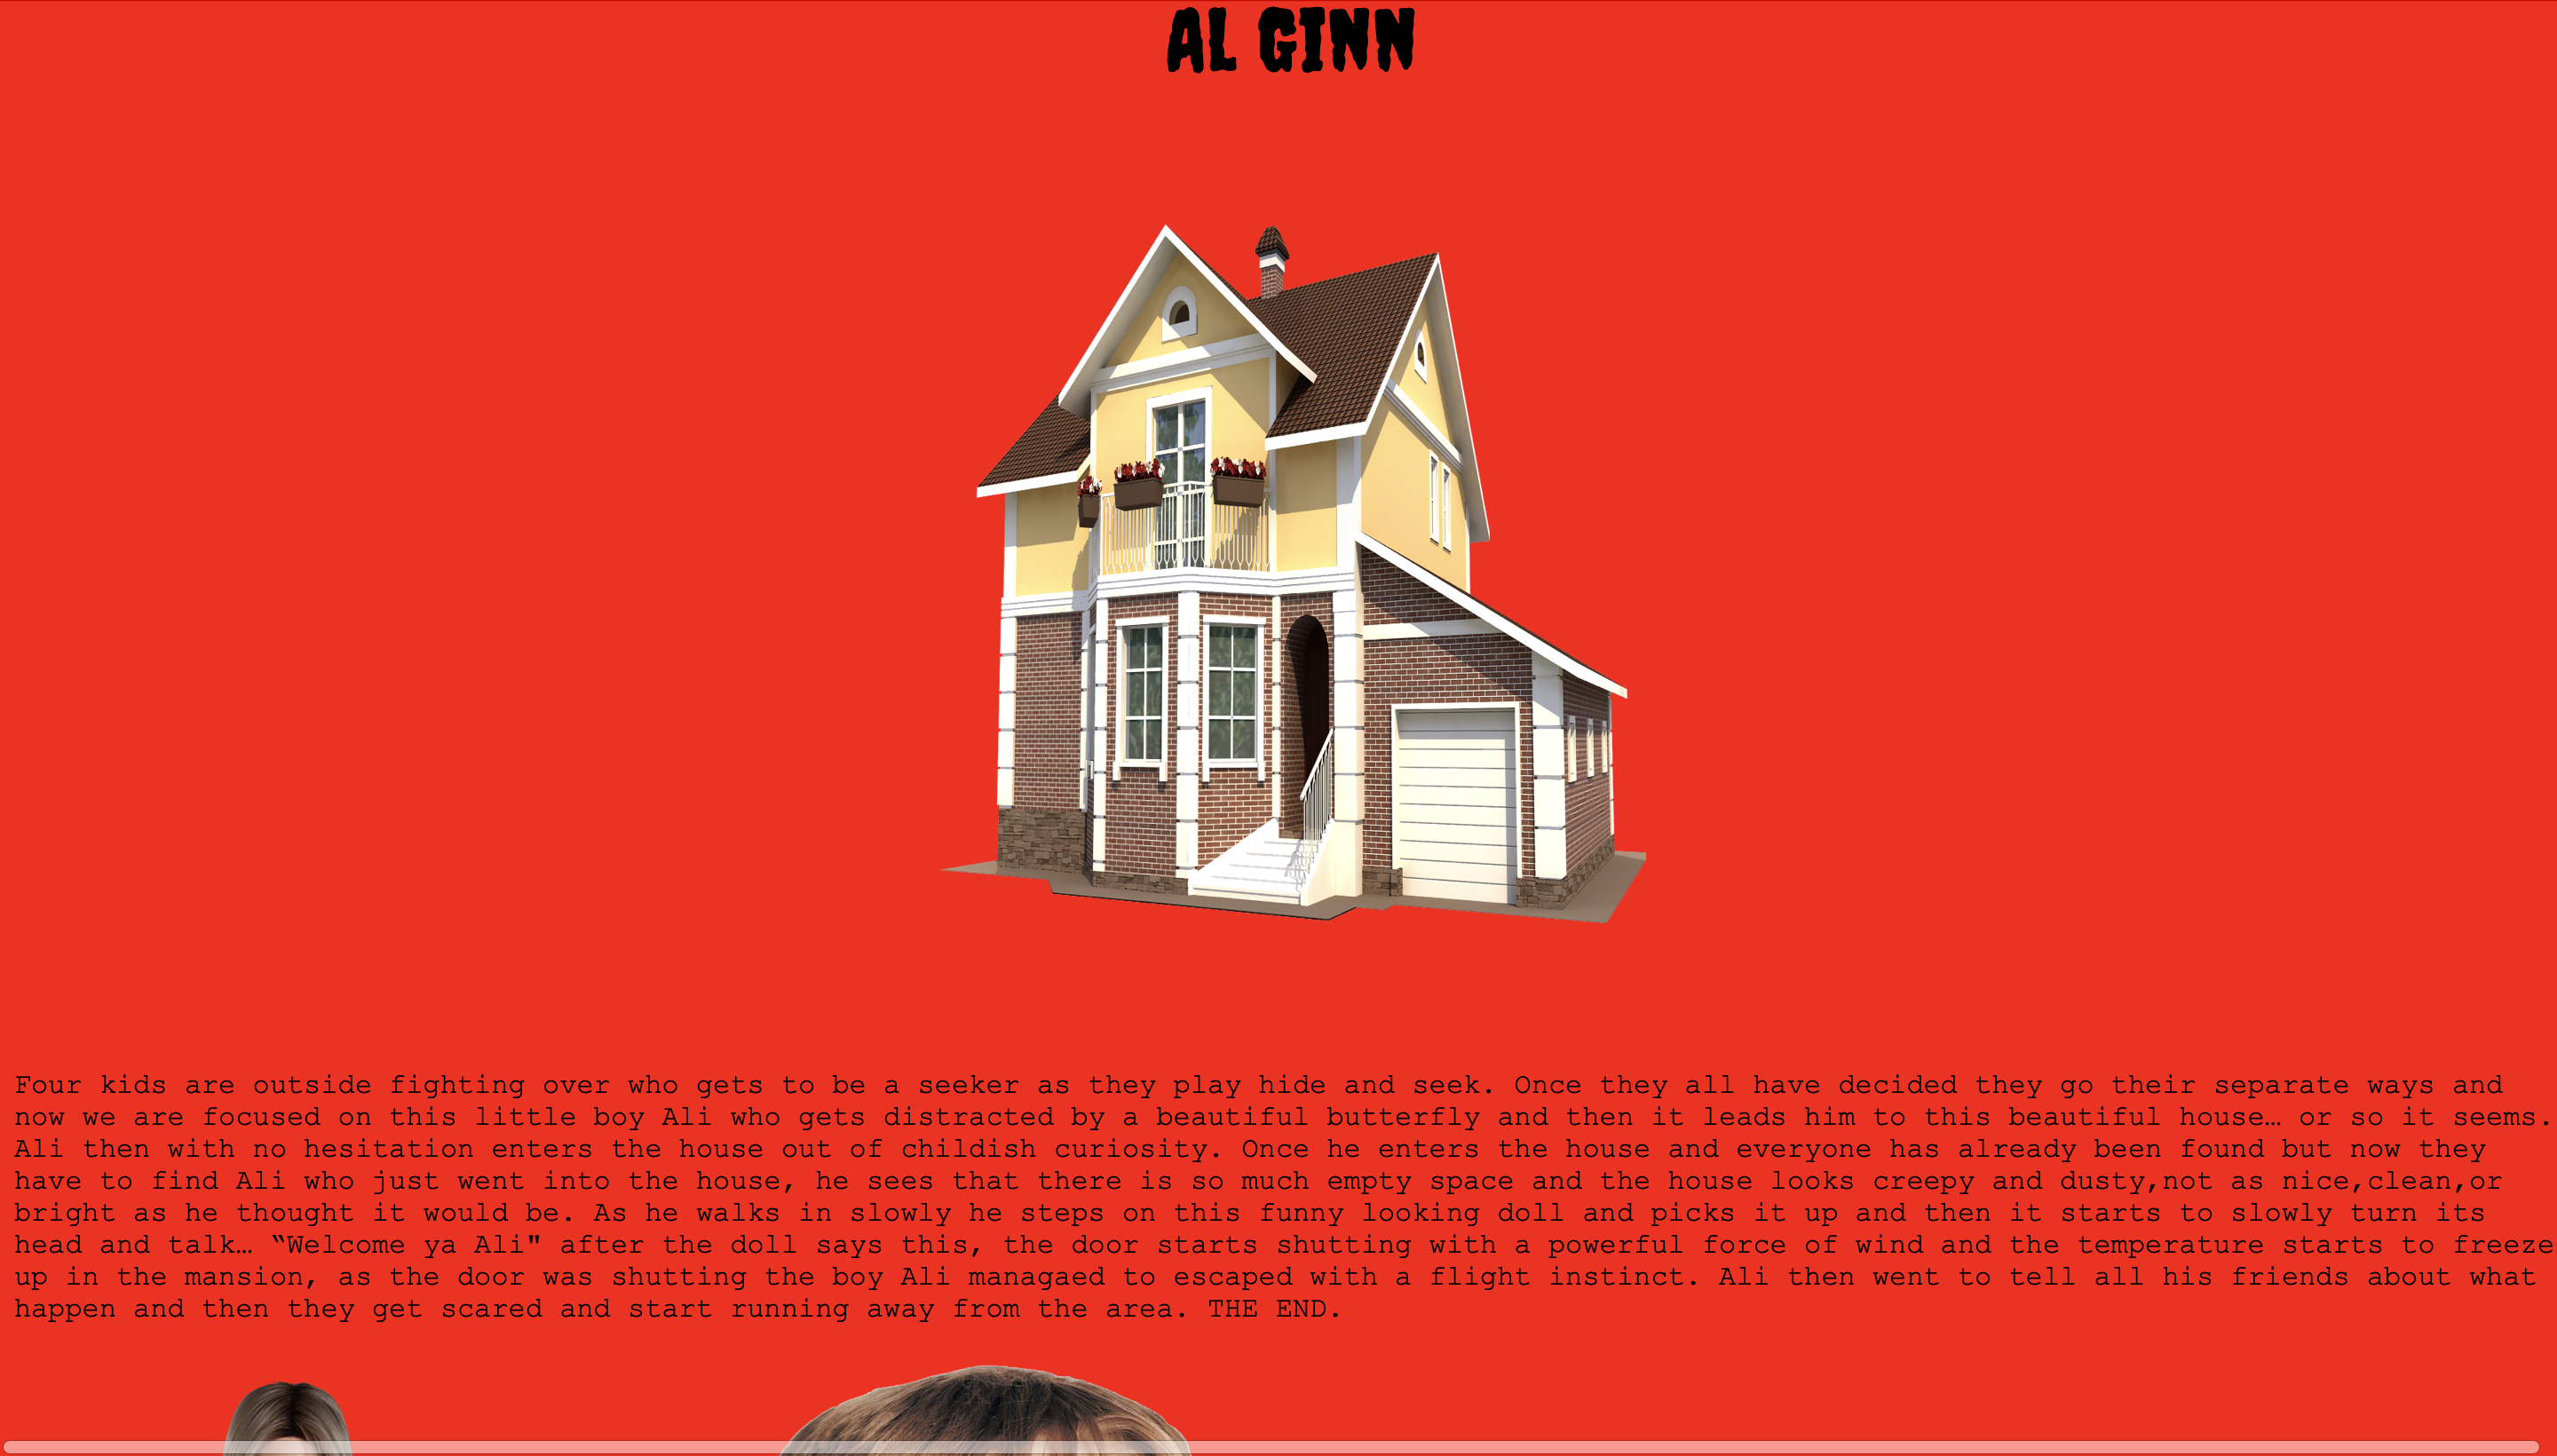 AL GINN
Four kids are outside fighting over who gets to be a seeker as they play hide and seek. Once they all have decided they go their separate ways and
now we are focused on this little boy Ali who gets distracted by a beautiful butterfly and then it leads him to this beautiful house… or so it seems.
Ali then with no hesitation enters the house out of childish curiosity. Once he enters the house and everyone has already been found but now they
have to find Ali who just went into the house, he sees that there is so much empty space and the house looks creepy and dusty,not as nice,clean,or
bright as he thought it would be. As he walks in slowly he steps on this funny looking doll and picks it up and then it starts to slowly turn its
head and talk… “Welcome ya Ali" after the doll says this, the door starts shutting with a powerful force of wind and the temperature starts to freeze
up in the mansion, as the door was shutting the boy Ali managaed to escaped with a flight instinct. Ali then went to tell all his friends about what
happen and then they get scared and start running away from the area. THE END.